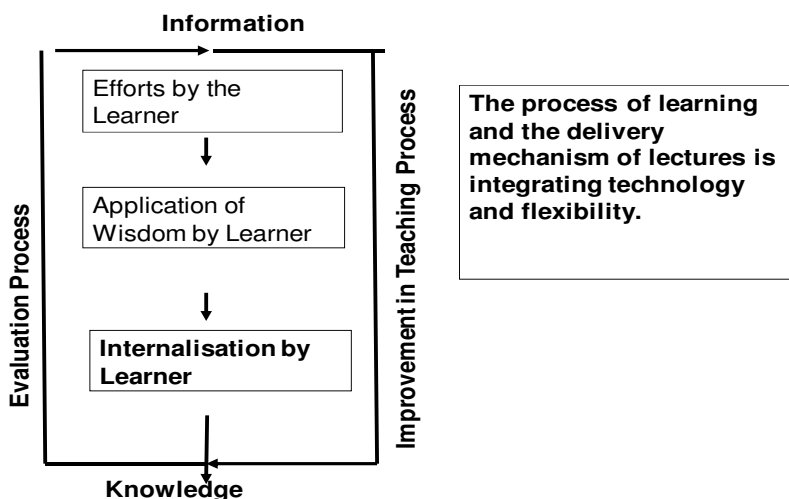 Information
Efforts by the
Learner
Application of
Wisdom by Learner
Internalisation by
Learner
Knowledge
Evaluation Process
Improvement in Teaching Process
The process of learning
and the delivery
mechanism of lectures is
integrating technology
and flexibility.